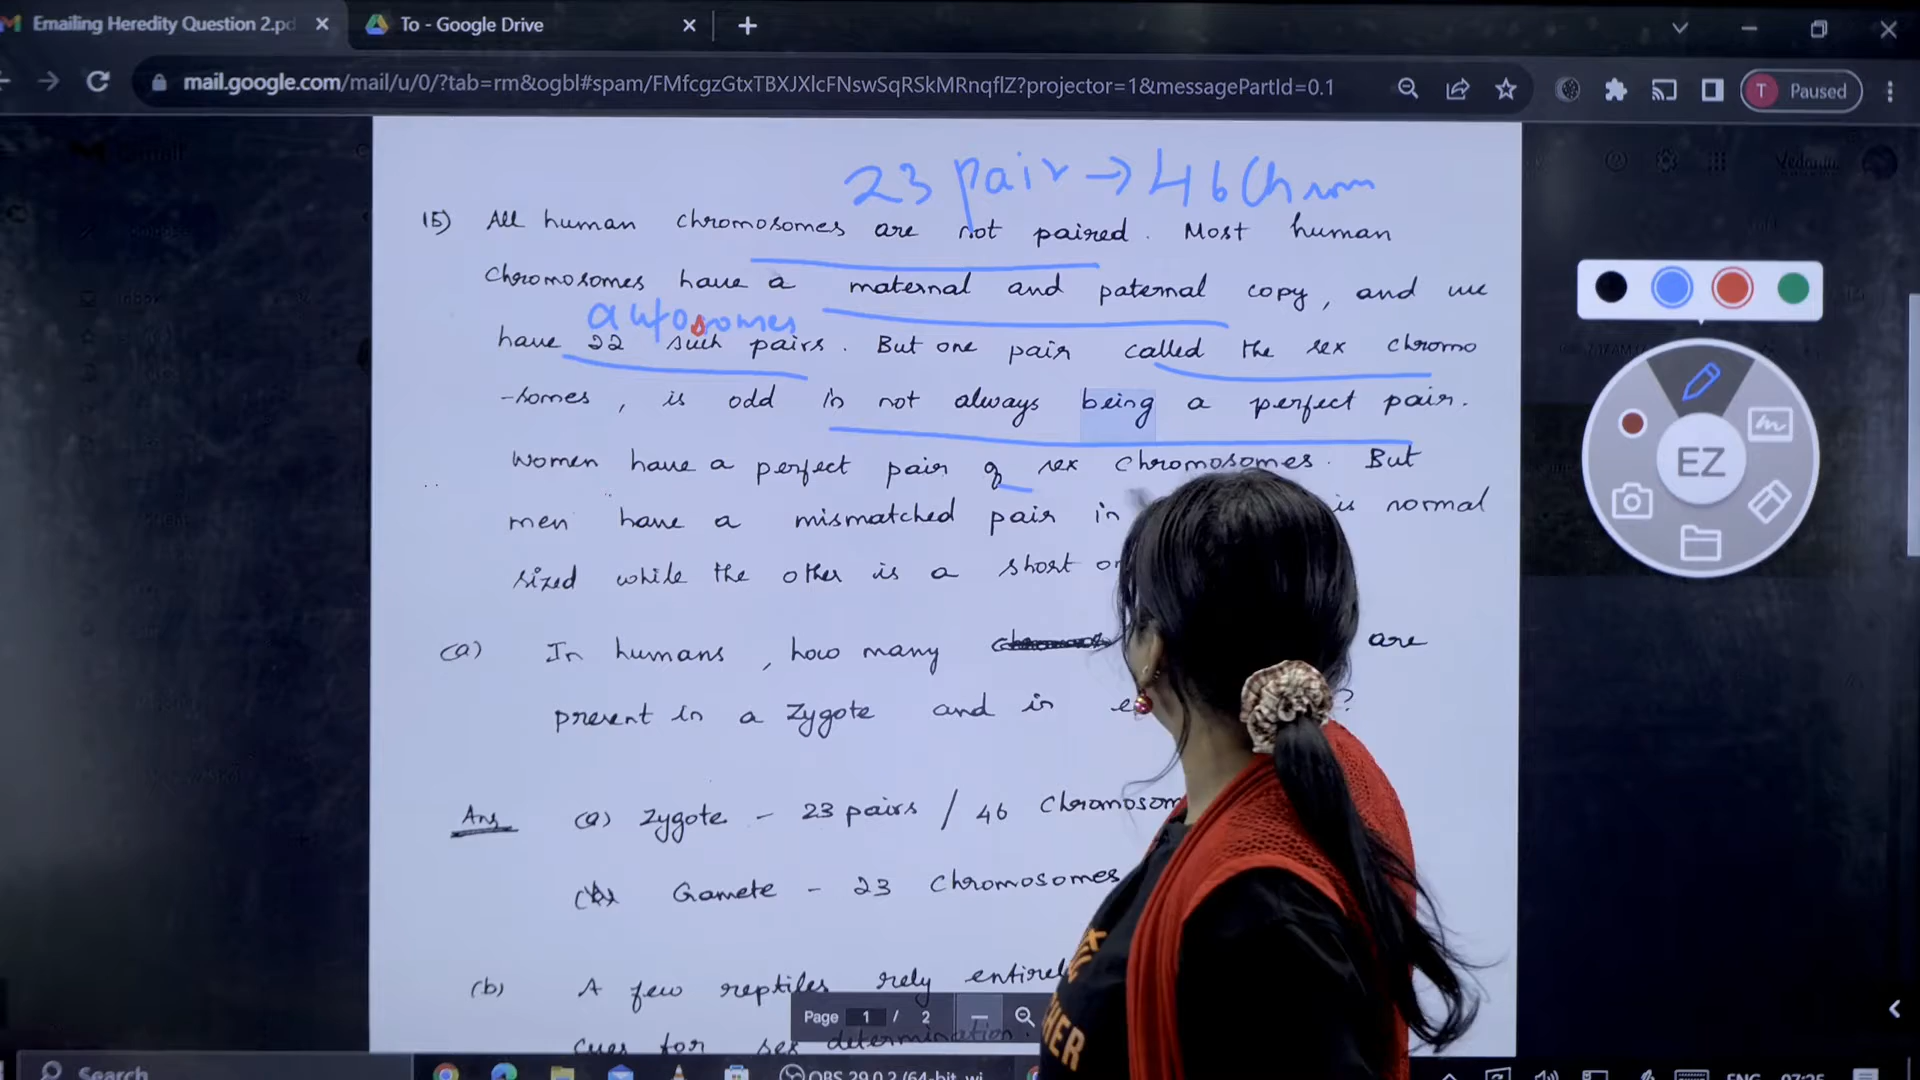 Emailing Heredity Question 2.pd
To - Google Drive
mail.google.com/mail/u/0/?tab=rm&ogbl#spam/FMfcgzGtxTBXJXlcFNswSqRSkMRnqflZ?projector=1&messagePartId=0.1
T Paused
23 pair → 46 Chrom
15) All human chromosomes are not paired. Most human
chromosomes have a maternal and paternal copy, and we
autosomes
have 22 such pairs. But one pair called the sex chromo
-somes, is odd in not always being a perfect pair.
Women have a perfect pair of sex chromosomes. But
men have a mismatched pair in is normal
sized while the other is a short
(a) In humans, how many are
present in a zygote and in ?
Ans (a) Zygote - 23 pairs / 46 Chromosom
Gamete - 23 chromosomes
(b) A few reptiles rely entirel
cues for sex determination.
Page 1 / 2
EZ
Search
OBS 29.0.2 (64-bit, wi
ENG 07:25